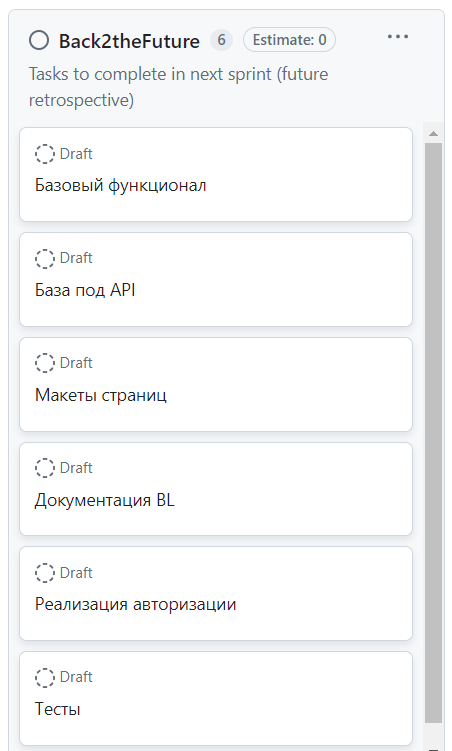 Back2theFuture 6 Estimate: 0
Tasks to complete in next sprint (future
retrospective)
Draft
Базовый функционал
Draft
База под API
Draft
Макеты страниц
Draft
Документация BL
Draft
Реализация авторизации
Draft
Тесты